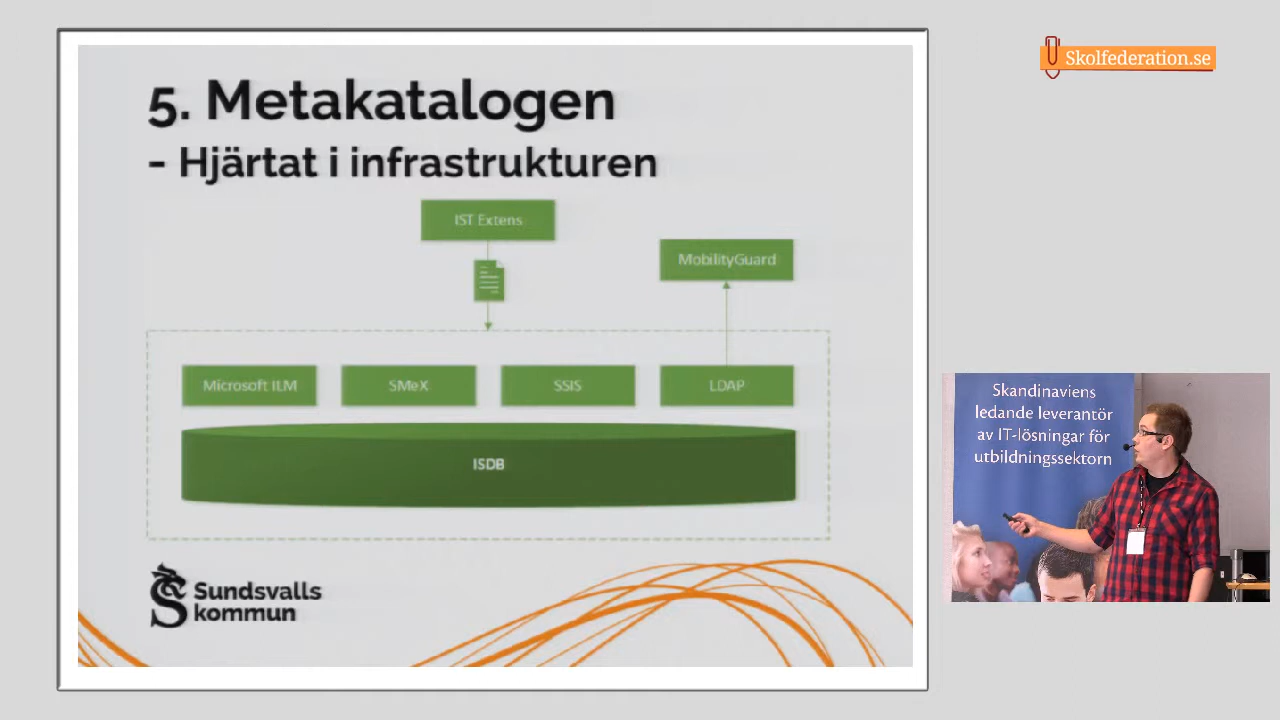 5. Metakatalogen
- Hjärtat i infrastrukturen
IST Extens
MobilityGuard
Microsoft ILM
SMeX
SSIS
LDAP
ISDB
Sundsvalls
kommun
Skolfederation.se
Skandinaviens
ledande leverantör
av IT-lösningar för
utbildningssektorn